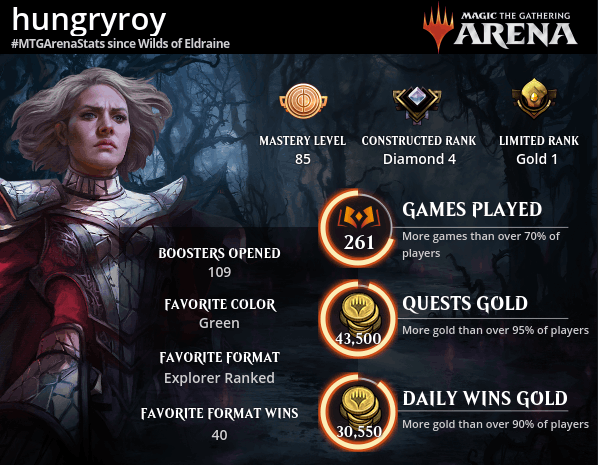 hungryroy
#MTGArenaStats since Wilds of Eldraine
MAGIC THE GATHERING
ARENA
MASTERY LEVEL
85
CONSTRUCTED RANK
Diamond 4
LIMITED RANK
Gold 1
BOOSTERS OPENED
109
FAVORITE COLOR
Green
FAVORITE FORMAT
Explorer Ranked
FAVORITE FORMAT WINS
40
261
GAMES PLAYED
More games than over 70% of
players
43,500
QUESTS GOLD
More gold than over 95% of players
30,550
DAILY WINS GOLD
More gold than over 90% of players